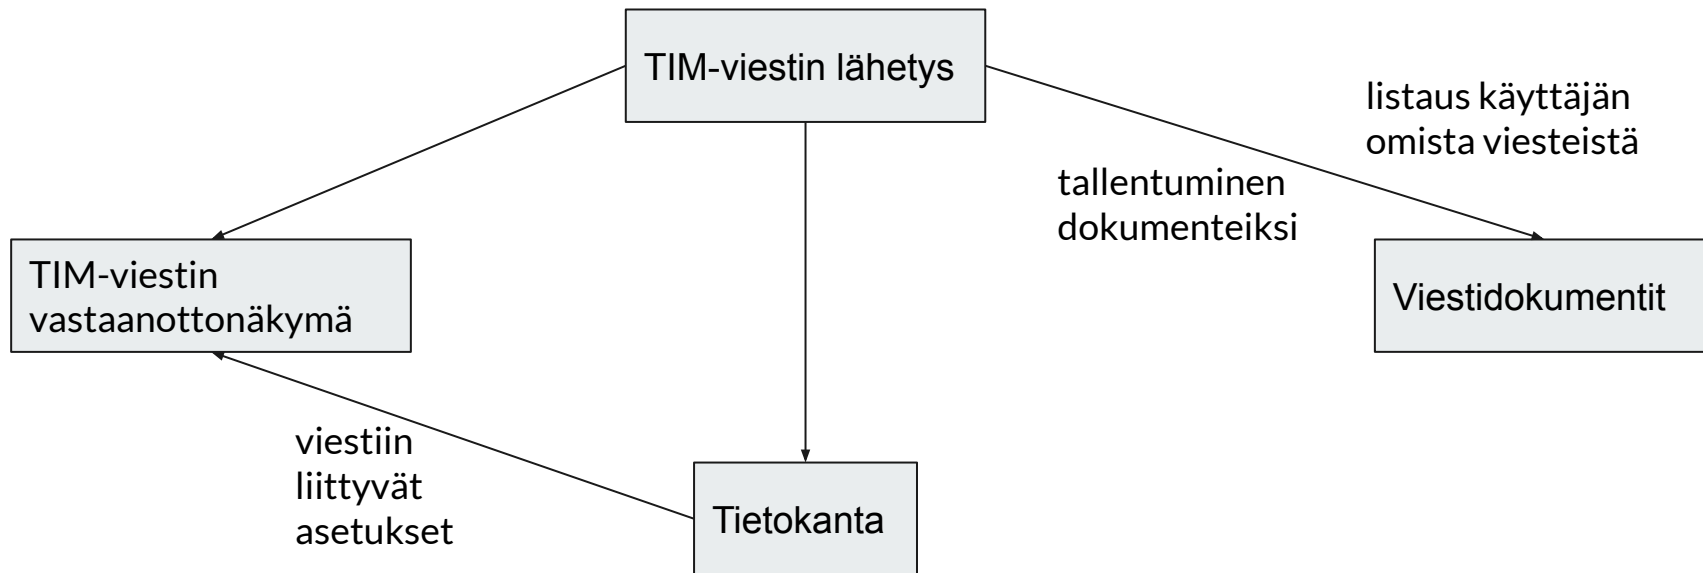 TIM-viestin lähetys
listaus käyttäjän
omista viesteistä
tallentuminen
dokumenteiksi
TIM-viestin
vastaanottonäkymä
Viestidokumentit
viestiin
liittyvät
asetukset
Tietokanta